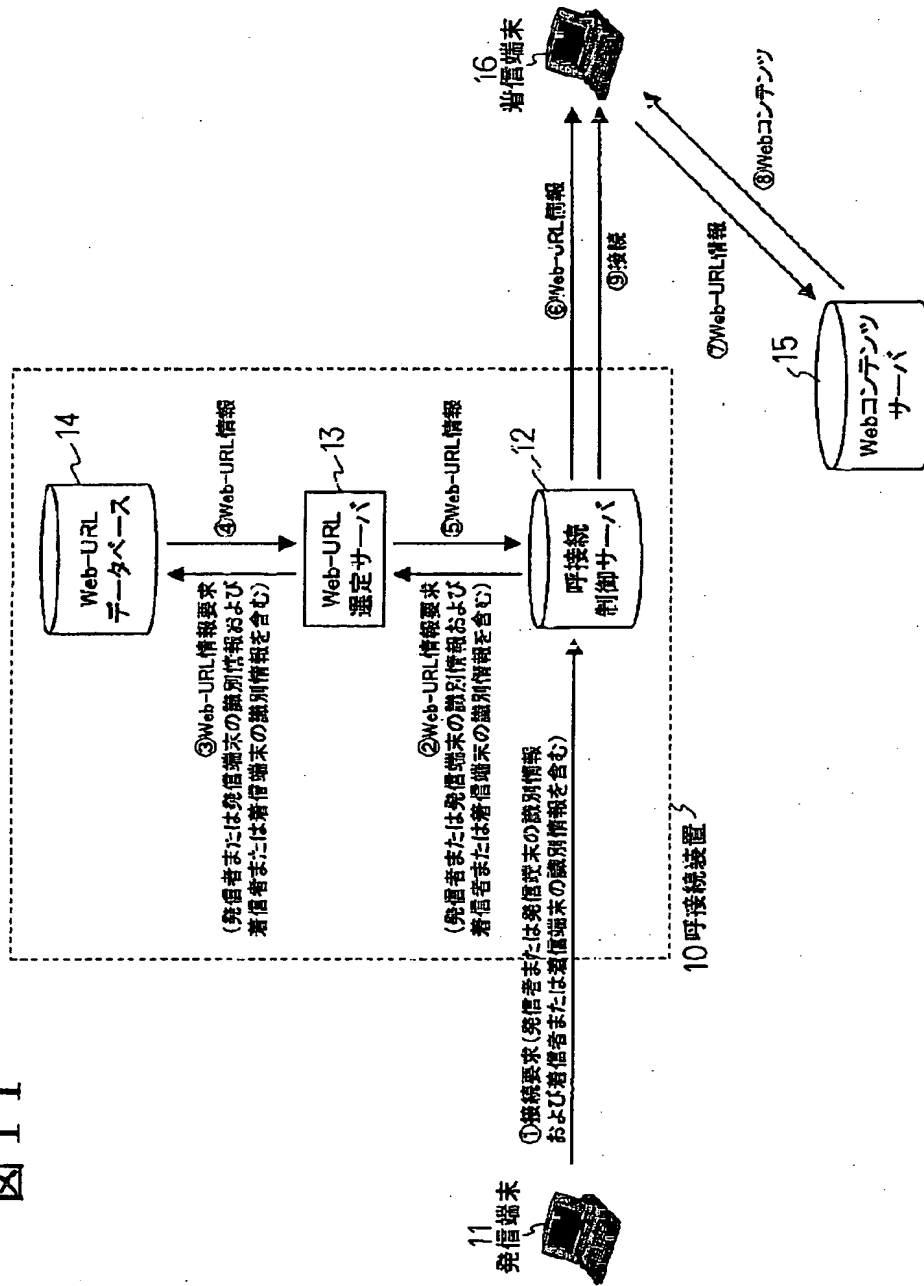 図11
14
Web-URL
データベース
④Web-URL情報
③Web-URL情報要求
(発信者または発信端末の識別情報および
着信者または着信端末の識別情報を含む)
13
Web-URL
選定サーバ
⑤Web-URL情報
②Web-URL情報要求
(発信者または発信端末の識別情報および
着信者または着信端末の識別情報を含む)
12
呼接続
制御サーバ
①接続要求(発信者または発信端末の識別情報
および着信者または着信端末の識別情報を含む)
10 呼接続装置
11
発信端末
16
着信端末
⑥Web-URL情報
⑨接続
⑦Web-URL情報
⑧Webコンテンツ
15
Webコンテンツ
サーバ